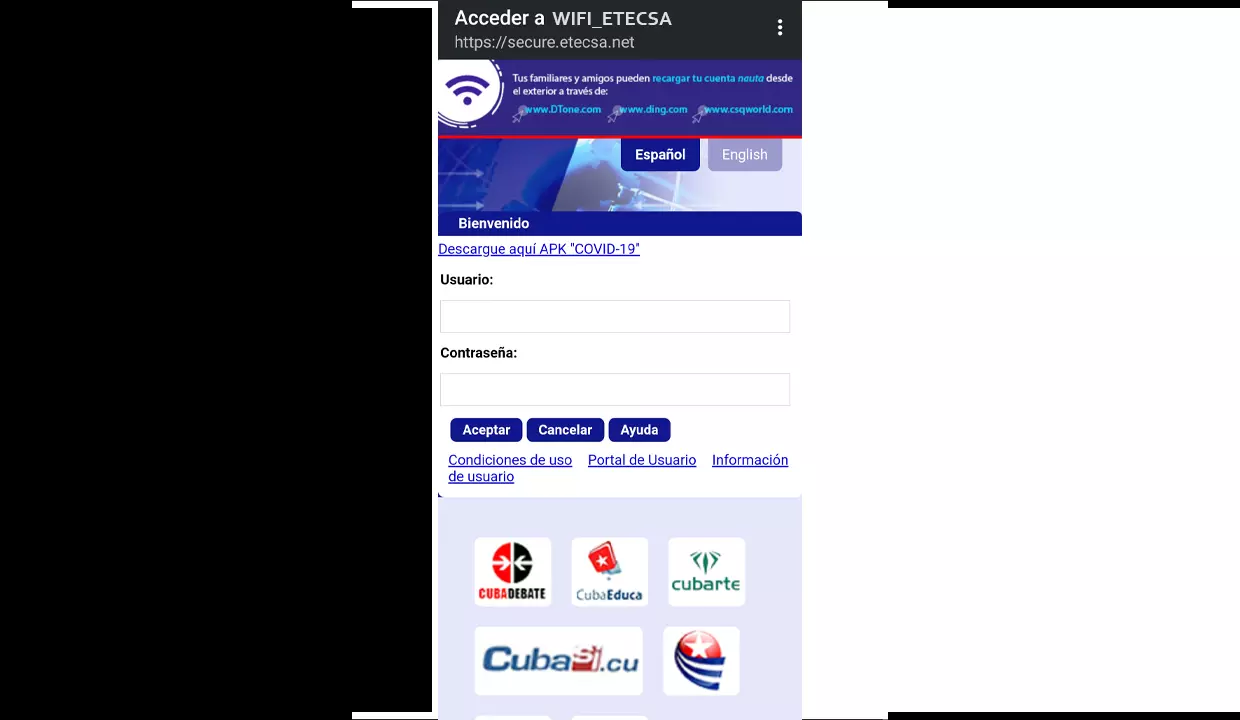 Acceder a WIFI_ETECSA
https://secure.etecsa.net
Tus familiares y amigos pueden recargar tu cuenta nauta desde
el exterior a través de:
www.DTone.com www.ding.com www.csqworld.com
Español English
Bienvenido
Descargue aquí APK "COVID-19"
Usuario:
Contraseña:
Aceptar Cancelar Ayuda
Condiciones de uso Portal de Usuario Información
de usuario
CUBADEBATE CubaEduca cubarte
CubaSí.cu